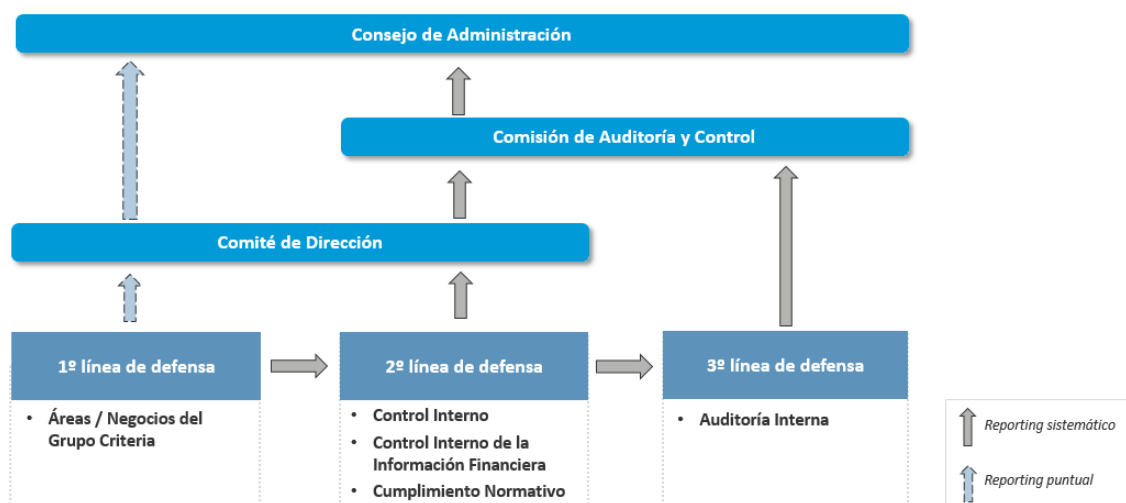 Consejo de Administración
Comisión de Auditoría y Control
Comité de Dirección
1º línea de defensa
2º línea de defensa
3º línea de defensa
• Áreas / Negocios del
Grupo Criteria
• Control Interno
• Control Interno de la
Información Financiera
• Cumplimiento Normativo
• Auditoría Interna
Reporting sistemático
Reporting puntual